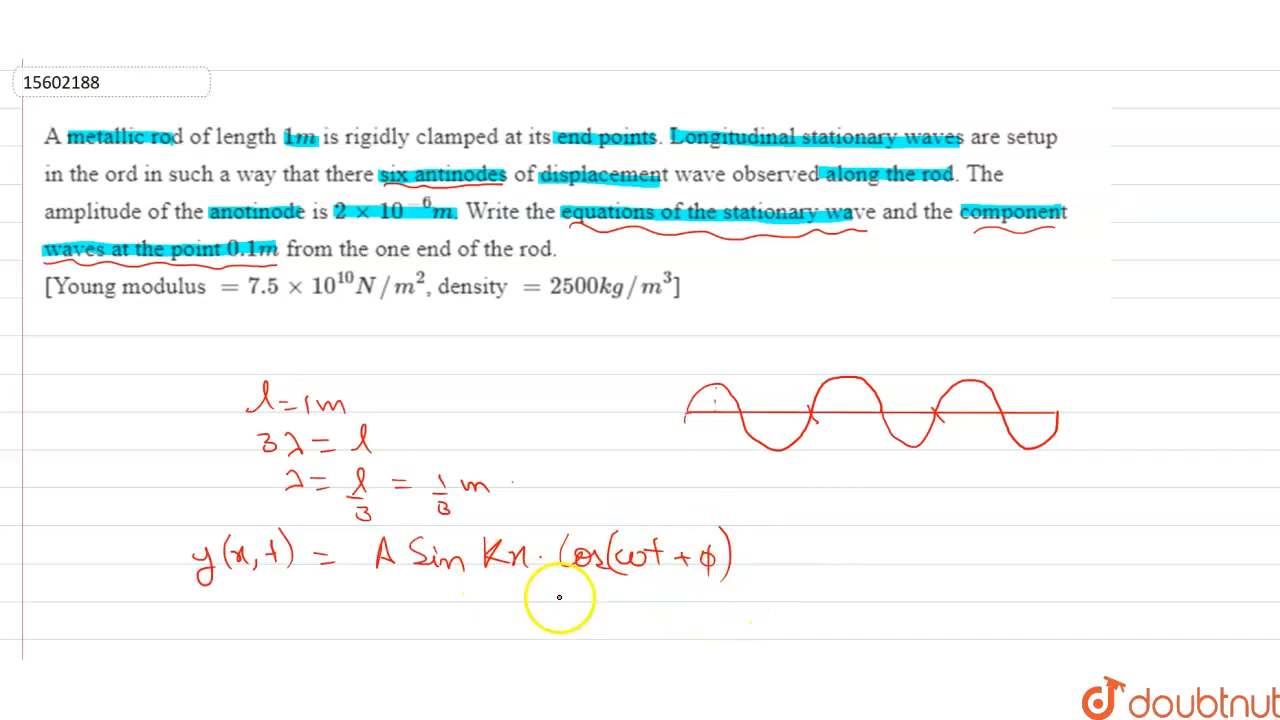 15602188
A metallic rod of length 1m is rigidly clamped at its end points. Longitudinal stationary waves are setup
in the ord in such a way that there six antinodes of displacement wave observed along the rod. The
amplitude of the anotinode is 2 × 10⁻⁶m. Write the equations of the stationary wave and the component
waves at the point 0.1m from the one end of the rod.
[Young modulus = 7.5 × 10¹⁰N/m², density = 2500kg/m³]
l = 1m
3λ = l
λ = l/3 = 1/3 m
y(x,t) = A Sin Kx · Cos(ωt + φ)
doubtnut